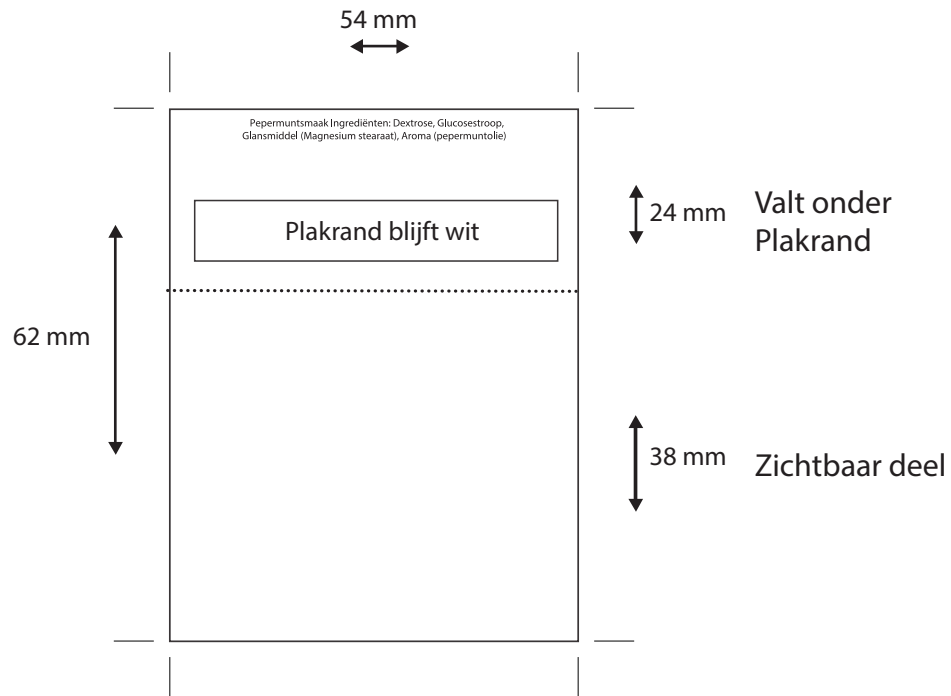 54 mm
Pepermuntsmaak Ingrediënten: Dextrose, Glucosestroop,
Glansmiddel (Magnesium stearaat), Aroma (pepermuntolie)
Plakrand blijft wit
24 mm
Valt onder
Plakrand
62 mm
38 mm
Zichtbaar deel